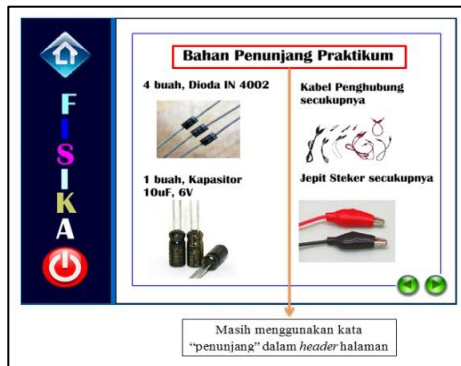 FISIKA
Bahan Penunjang Praktikum
4 buah, Dioda IN 4002
1 buah, Kapasitor
10uF, 6V
Kabel Penghubung
secukupnya
Jepit Steker secukupnya
Masih menggunakan kata
"penunjang" dalam header halaman